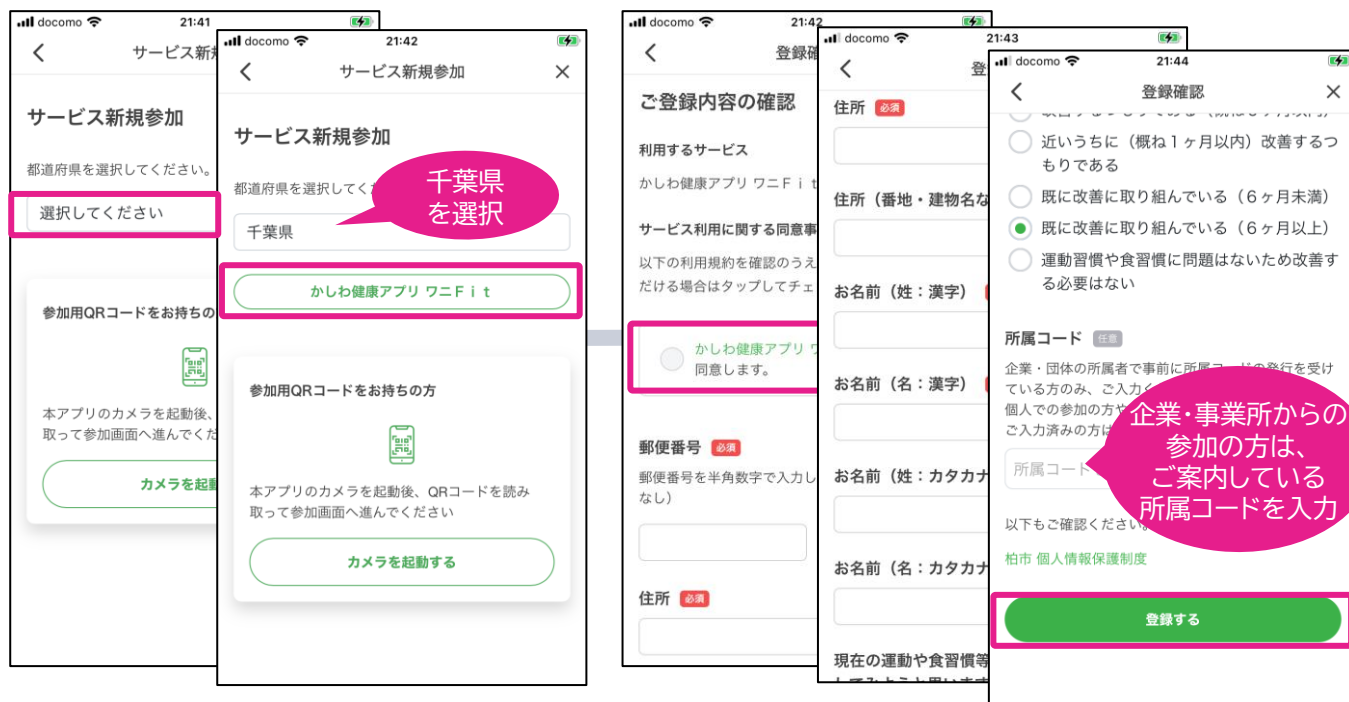 docomo
21:41
サービス新規
サービス新規参加
都道府県を選択してください。
選択してください
参加用QRコードをお持ちの
本アプリのカメラを起動後、
取って参加画面へ進んでくだ
カメラを起動
docomo
21:42
サービス新規参加
サービス新規参加
都道府県を選択してくだ
千葉県
を選択
千葉県
かしわ健康アプリ ワニFit
参加用QRコードをお持ちの方
本アプリのカメラを起動後、QRコードを読み
取って参加画面へ進んでください
カメラを起動する
docomo
21:42
登録確
ご登録内容の確認
利用するサービス
かしわ健康アプリ ワニFit
サービス利用に関する同意事
以下の利用規約を確認のうえ
だける場合はタップしてチェ
かしわ健康アプリ ワ
同意します。
郵便番号 必須
郵便番号を半角数字で入力し
なし）
住所 必須
docomo
21:43
登
住所 必須
住所（番地・建物名な
お名前（姓：漢字）
お名前（名：漢字）
お名前（姓：カタカナ
お名前（名：カタカナ
現在の運動や食習慣等
docomo
21:44
登録確認
近いうちに（概ね１ヶ月以内）改善するつ
もりである
既に改善に取り組んでいる（６ヶ月未満）
既に改善に取り組んでいる（６ヶ月以上）
運動習慣や食習慣に問題はないため改善す
る必要はない
所属コード 任意
企業・団体の所属者で事前に所属コードの発行を受け
ている方のみ、ご入力く
個人での参加の方や
ご入力済みの方は
企業・事業所からの
参加の方は、
ご案内している
所属コードを入力
所属コード
以下もご確認ください。
柏市 個人情報保護制度
登録する